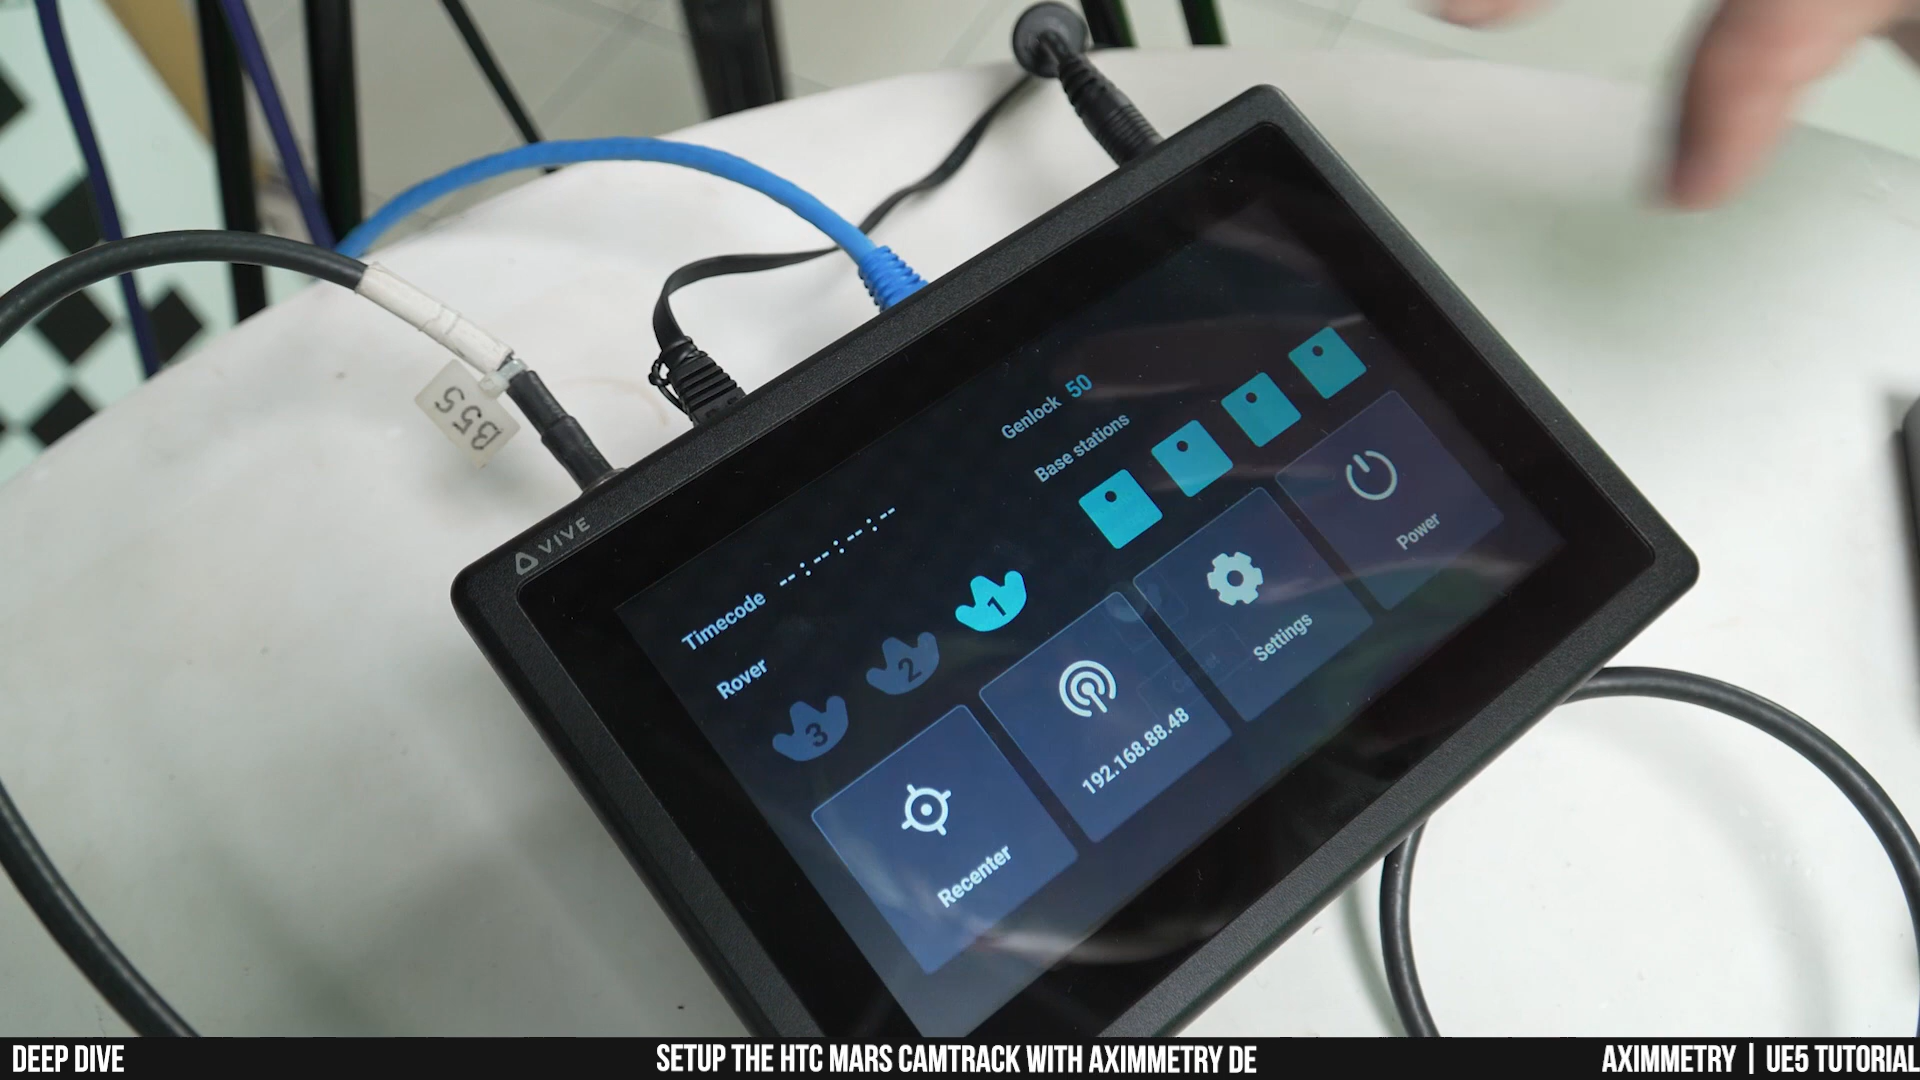 VIVE
B55
Timecode --:--:--:--
Genlock 50
Rover
Base stations
3
2
1
Recenter
192.168.88.48
Settings
Power
DEEP DIVE
SETUP THE HTC MARS CAMTRACK WITH AXIMMETRY DE
AXIMMETRY | UE5 TUTORIAL